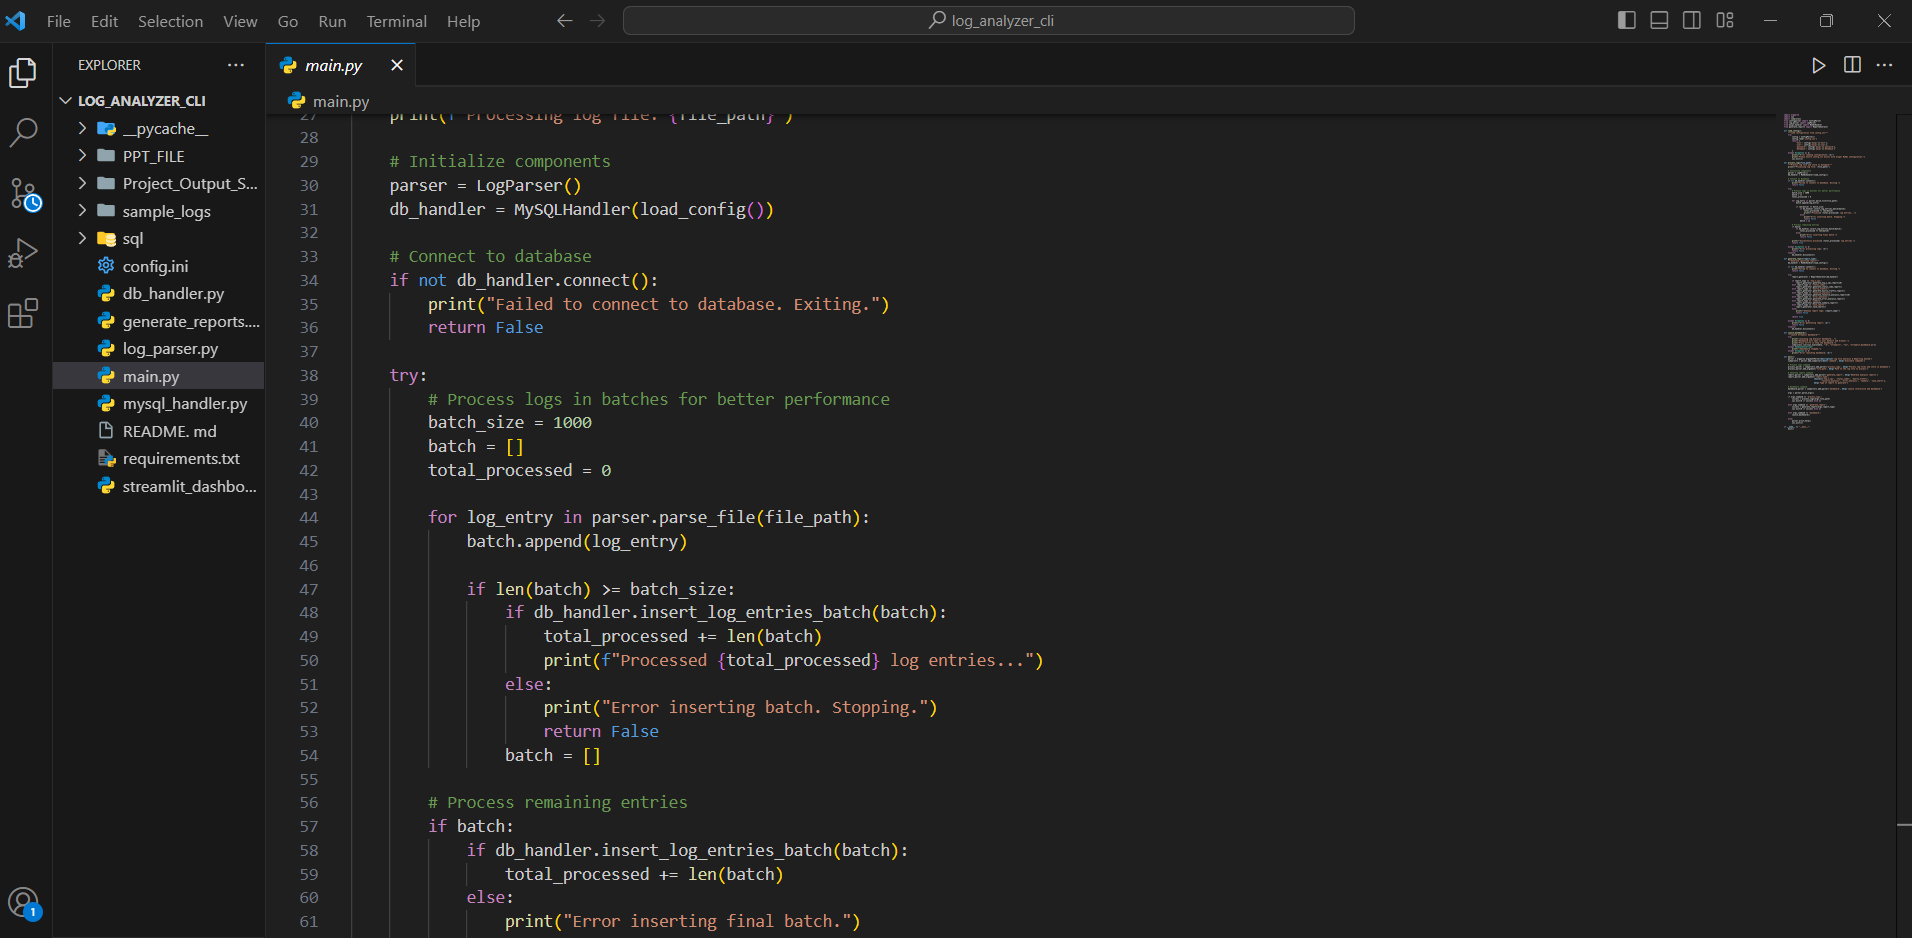 File Edit Selection View Go Run Terminal Help
log_analyzer_cli
EXPLORER
LOG_ANALYZER_CLI
__pycache__
PPT_FILE
Project_Output_S...
sample_logs
sql
config.ini
db_handler.py
generate_reports....
log_parser.py
main.py
mysql_handler.py
README. md
requirements.txt
streamlit_dashbo...
1
main.py
main.py
27 print(f"Processing log file: {file_path}")
28
29 # Initialize components
30 parser = LogParser()
31 db_handler = MySQLHandler(load_config())
32
33 # Connect to database
34 if not db_handler.connect():
35 print("Failed to connect to database. Exiting.")
36 return False
37
38 try:
39 # Process logs in batches for better performance
40 batch_size = 1000
41 batch = []
42 total_processed = 0
43
44 for log_entry in parser.parse_file(file_path):
45 batch.append(log_entry)
46
47 if len(batch) >= batch_size:
48 if db_handler.insert_log_entries_batch(batch):
49 total_processed += len(batch)
50 print(f"Processed {total_processed} log entries...")
51 else:
52 print("Error inserting batch. Stopping.")
53 return False
54 batch = []
55
56 # Process remaining entries
57 if batch:
58 if db_handler.insert_log_entries_batch(batch):
59 total_processed += len(batch)
60 else:
61 print("Error inserting final batch.")